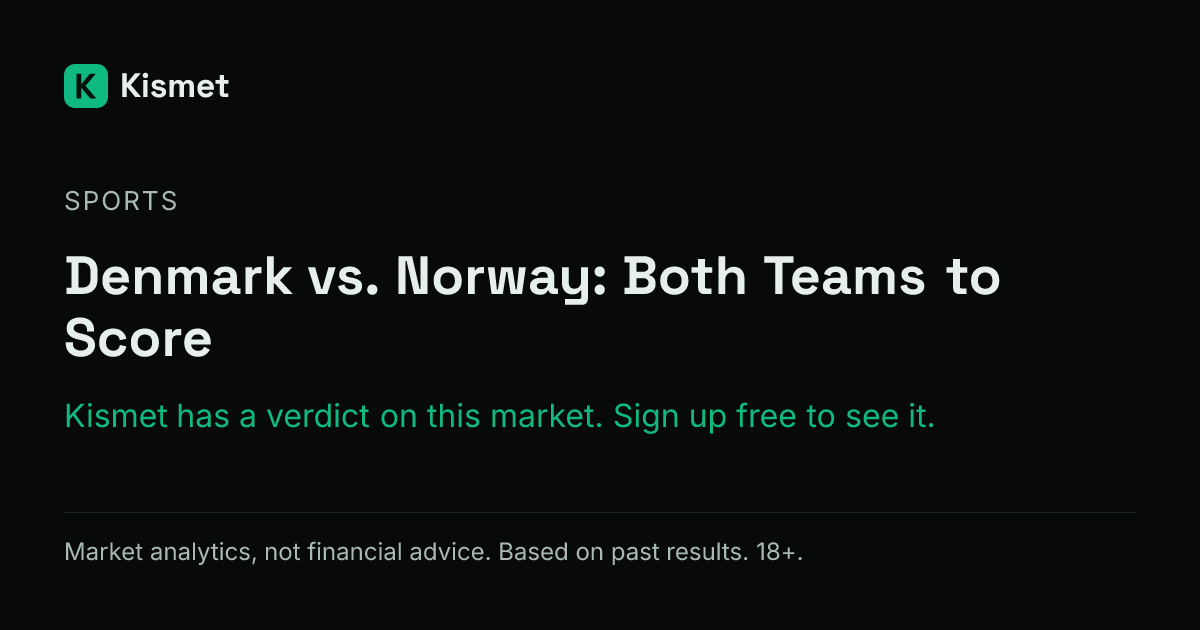 K Kismet
SPORTS
Denmark vs. Norway: Both Teams to
Score
Kismet has a verdict on this market. Sign up free to see it.
Market analytics, not financial advice. Based on past results. 18+.